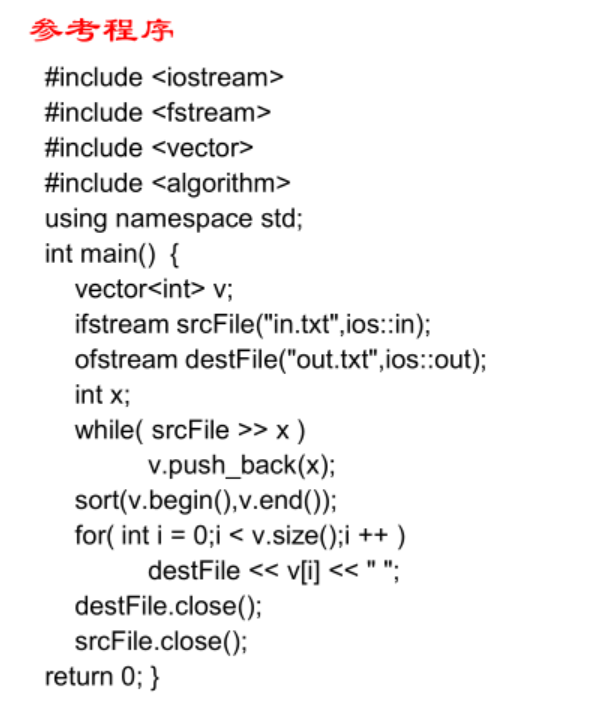 参考程序
#include <iostream>
#include <fstream>
#include <vector>
#include <algorithm>
using namespace std;
int main() {
vector<int> v;
ifstream srcFile("in.txt",ios::in);
ofstream destFile("out.txt",ios::out);
int x;
while( srcFile >> x )
v.push_back(x);
sort(v.begin(),v.end());
for( int i = 0;i < v.size();i ++ )
destFile << v[i] << " ";
destFile.close();
srcFile.close();
return 0; }